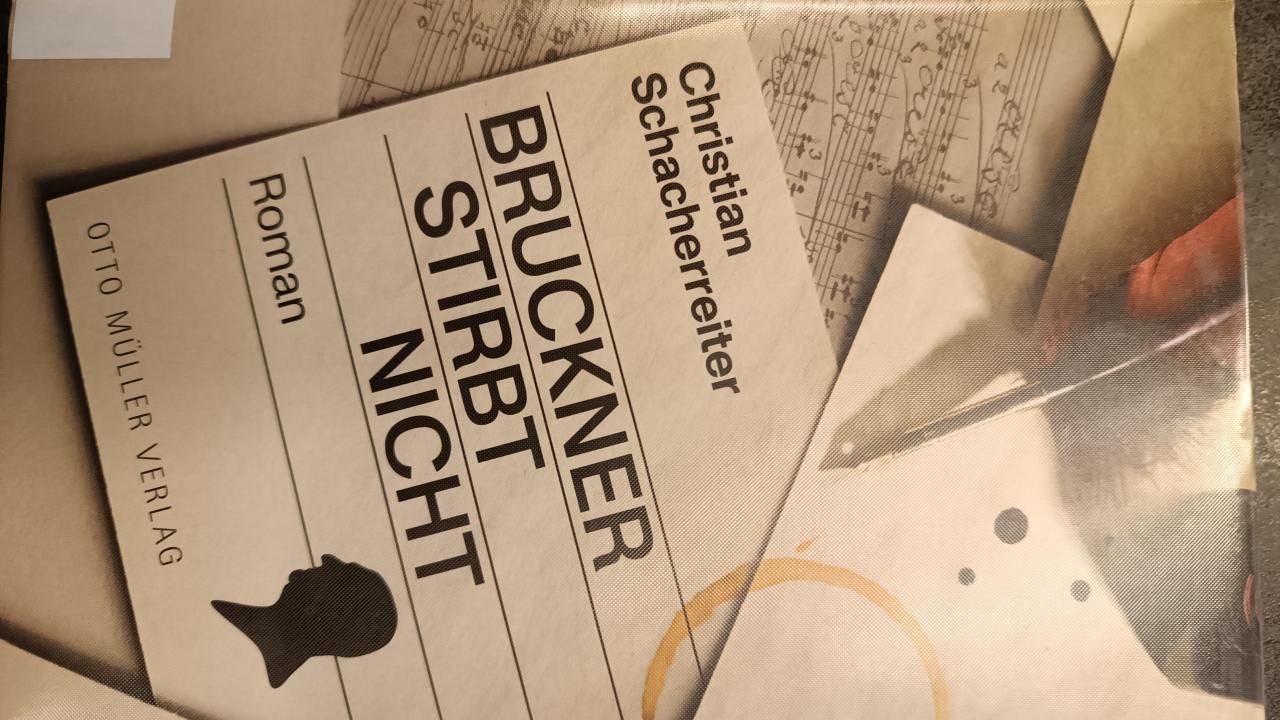 Christian
Schacherreiter
BRUCKNER
STIRBT
NICHT
Roman
OTTO MÜLLER VERLAG